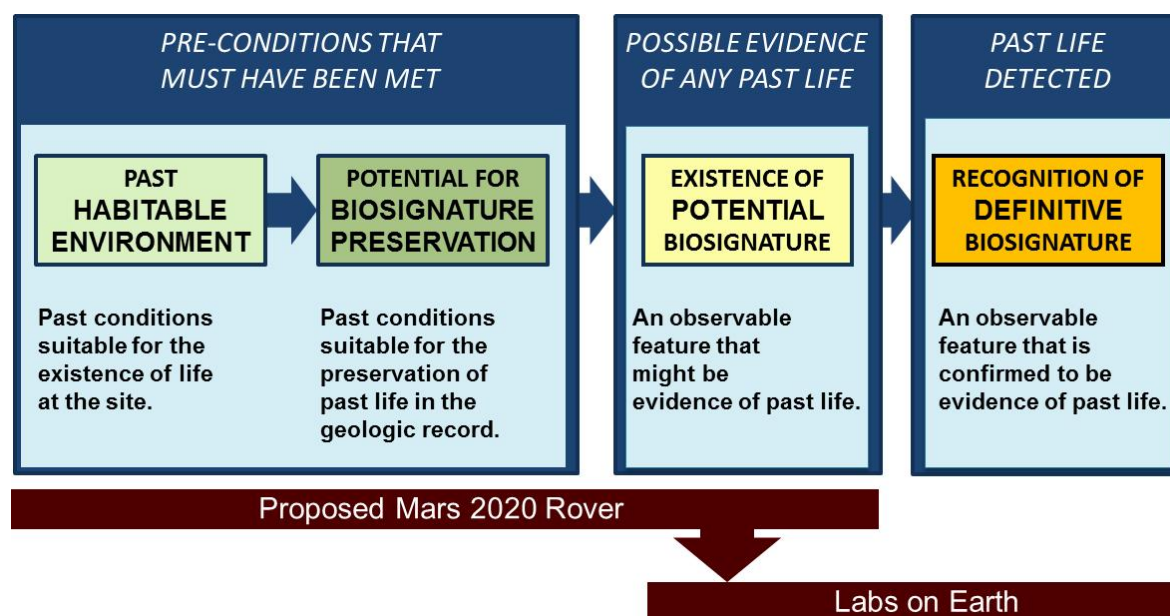 PRE-CONDITIONS THAT
MUST HAVE BEEN MET
PAST
HABITABLE
ENVIRONMENT
Past conditions
suitable for the
existence of life
at the site.
POTENTIAL FOR
BIOSIGNATURE
PRESERVATION
Past conditions
suitable for the
preservation of
past life in the
geologic record.
POSSIBLE EVIDENCE
OF ANY PAST LIFE
EXISTENCE OF
POTENTIAL
BIOSIGNATURE
An observable
feature that
might be
evidence of past life.
PAST LIFE
DETECTED
RECOGNITION OF
DEFINITIVE
BIOSIGNATURE
An observable
feature that is
confirmed to be
evidence of past life.
Proposed Mars 2020 Rover
Labs on Earth